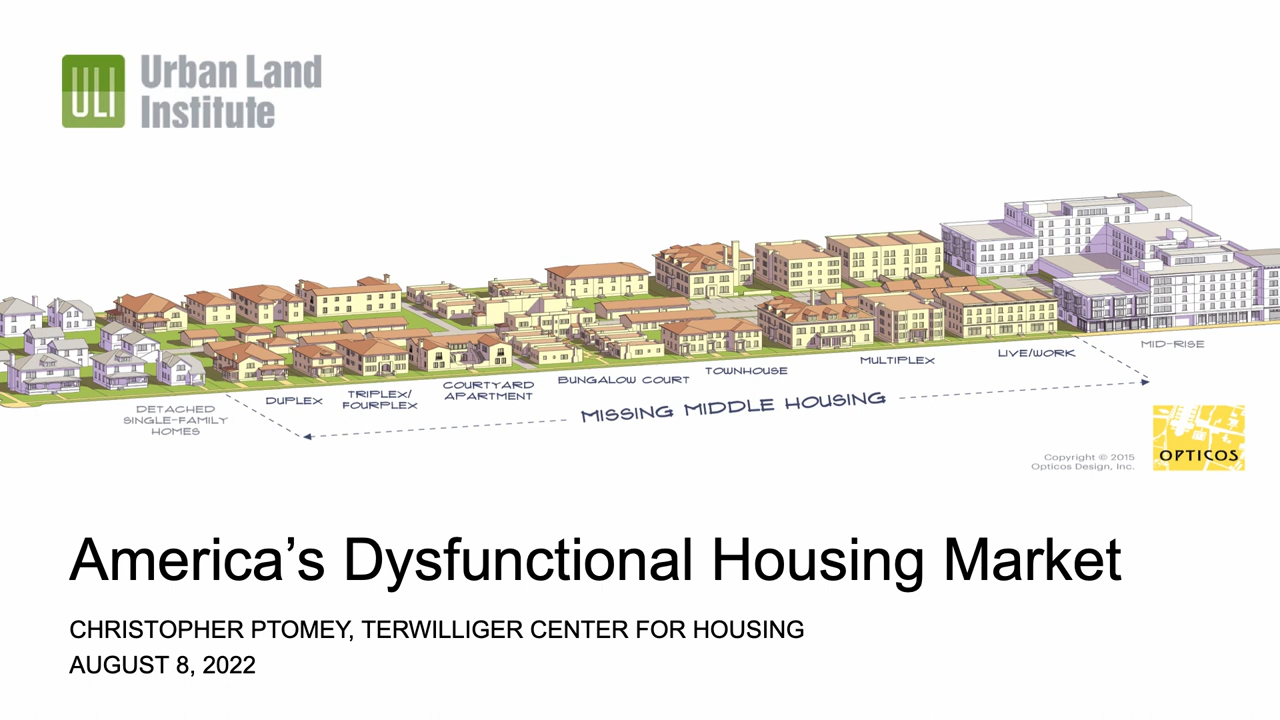 ULI
Urban Land
Institute
MID-RISE
LIVE/WORK
MULTIPLEX
TOWNHOUSE
BUNGALOW COURT
COURTYARD
APARTMENT
TRIPLEX/
FOURPLEX
DUPLEX
DETACHED
SINGLE-FAMILY
HOMES
MISSING MIDDLE HOUSING
Copyright © 2015
Opticos Design, Inc.
OPTICOS
America’s Dysfunctional Housing Market
CHRISTOPHER PTOMEY, TERWILLIGER CENTER FOR HOUSING
AUGUST 8, 2022